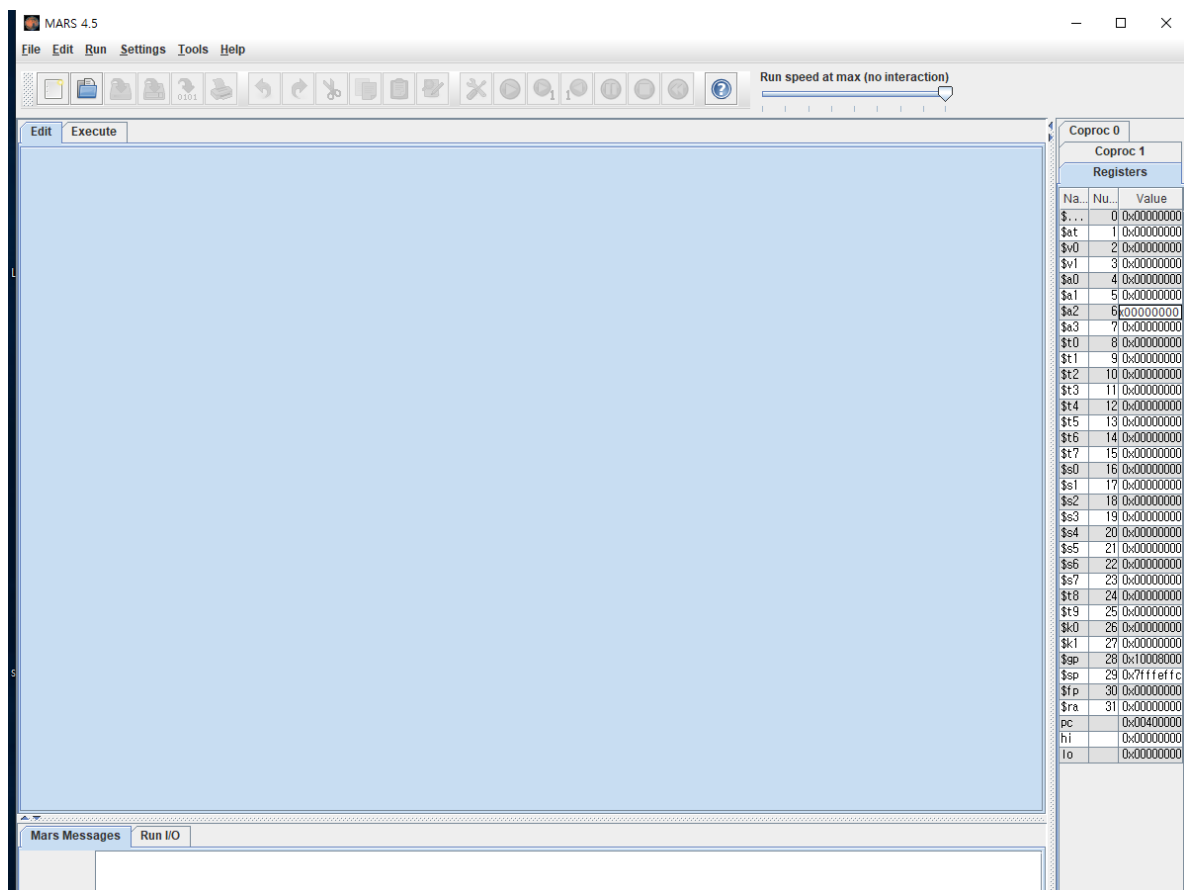 MARS 4.5
File Edit Run Settings Tools Help
Run speed at max (no interaction)
Edit Execute
Coproc 0
Coproc 1
Registers
Na... Nu... Value
$... 0 0x00000000
$at 1 0x00000000
$v0 2 0x00000000
$v1 3 0x00000000
$a0 4 0x00000000
$a1 5 0x00000000
$a2 6 x00000000
$a3 7 0x00000000
$t0 8 0x00000000
$t1 9 0x00000000
$t2 10 0x00000000
$t3 11 0x00000000
$t4 12 0x00000000
$t5 13 0x00000000
$t6 14 0x00000000
$t7 15 0x00000000
$s0 16 0x00000000
$s1 17 0x00000000
$s2 18 0x00000000
$s3 19 0x00000000
$s4 20 0x00000000
$s5 21 0x00000000
$s6 22 0x00000000
$s7 23 0x00000000
$t8 24 0x00000000
$t9 25 0x00000000
$k0 26 0x00000000
$k1 27 0x00000000
$gp 28 0x10008000
$sp 29 0x7fffeffc
$fp 30 0x00000000
$ra 31 0x00000000
pc 0x00400000
hi 0x00000000
lo 0x00000000
Mars Messages Run I/O